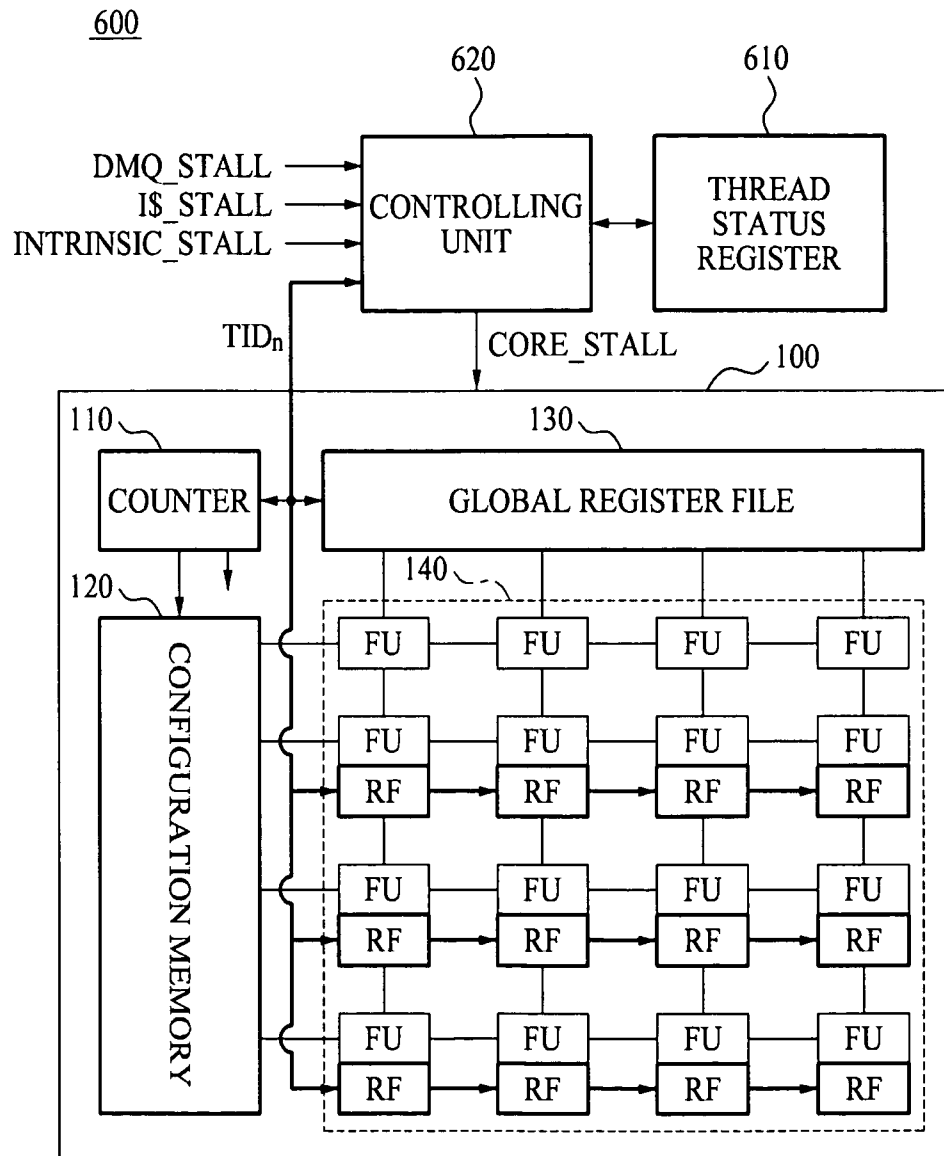 600
620
610
DMQ_STALL
I$_STALL
INTRINSIC_STALL
CONTROLLING
UNIT
THREAD
STATUS
REGISTER
TIDn
CORE_STALL
100
110
130
COUNTER
GLOBAL REGISTER FILE
120
140
CONFIGURATION MEMORY
FU FU FU FU
FU FU FU FU
RF RF RF RF
FU FU FU FU
RF RF RF RF
FU FU FU FU
RF RF RF RF